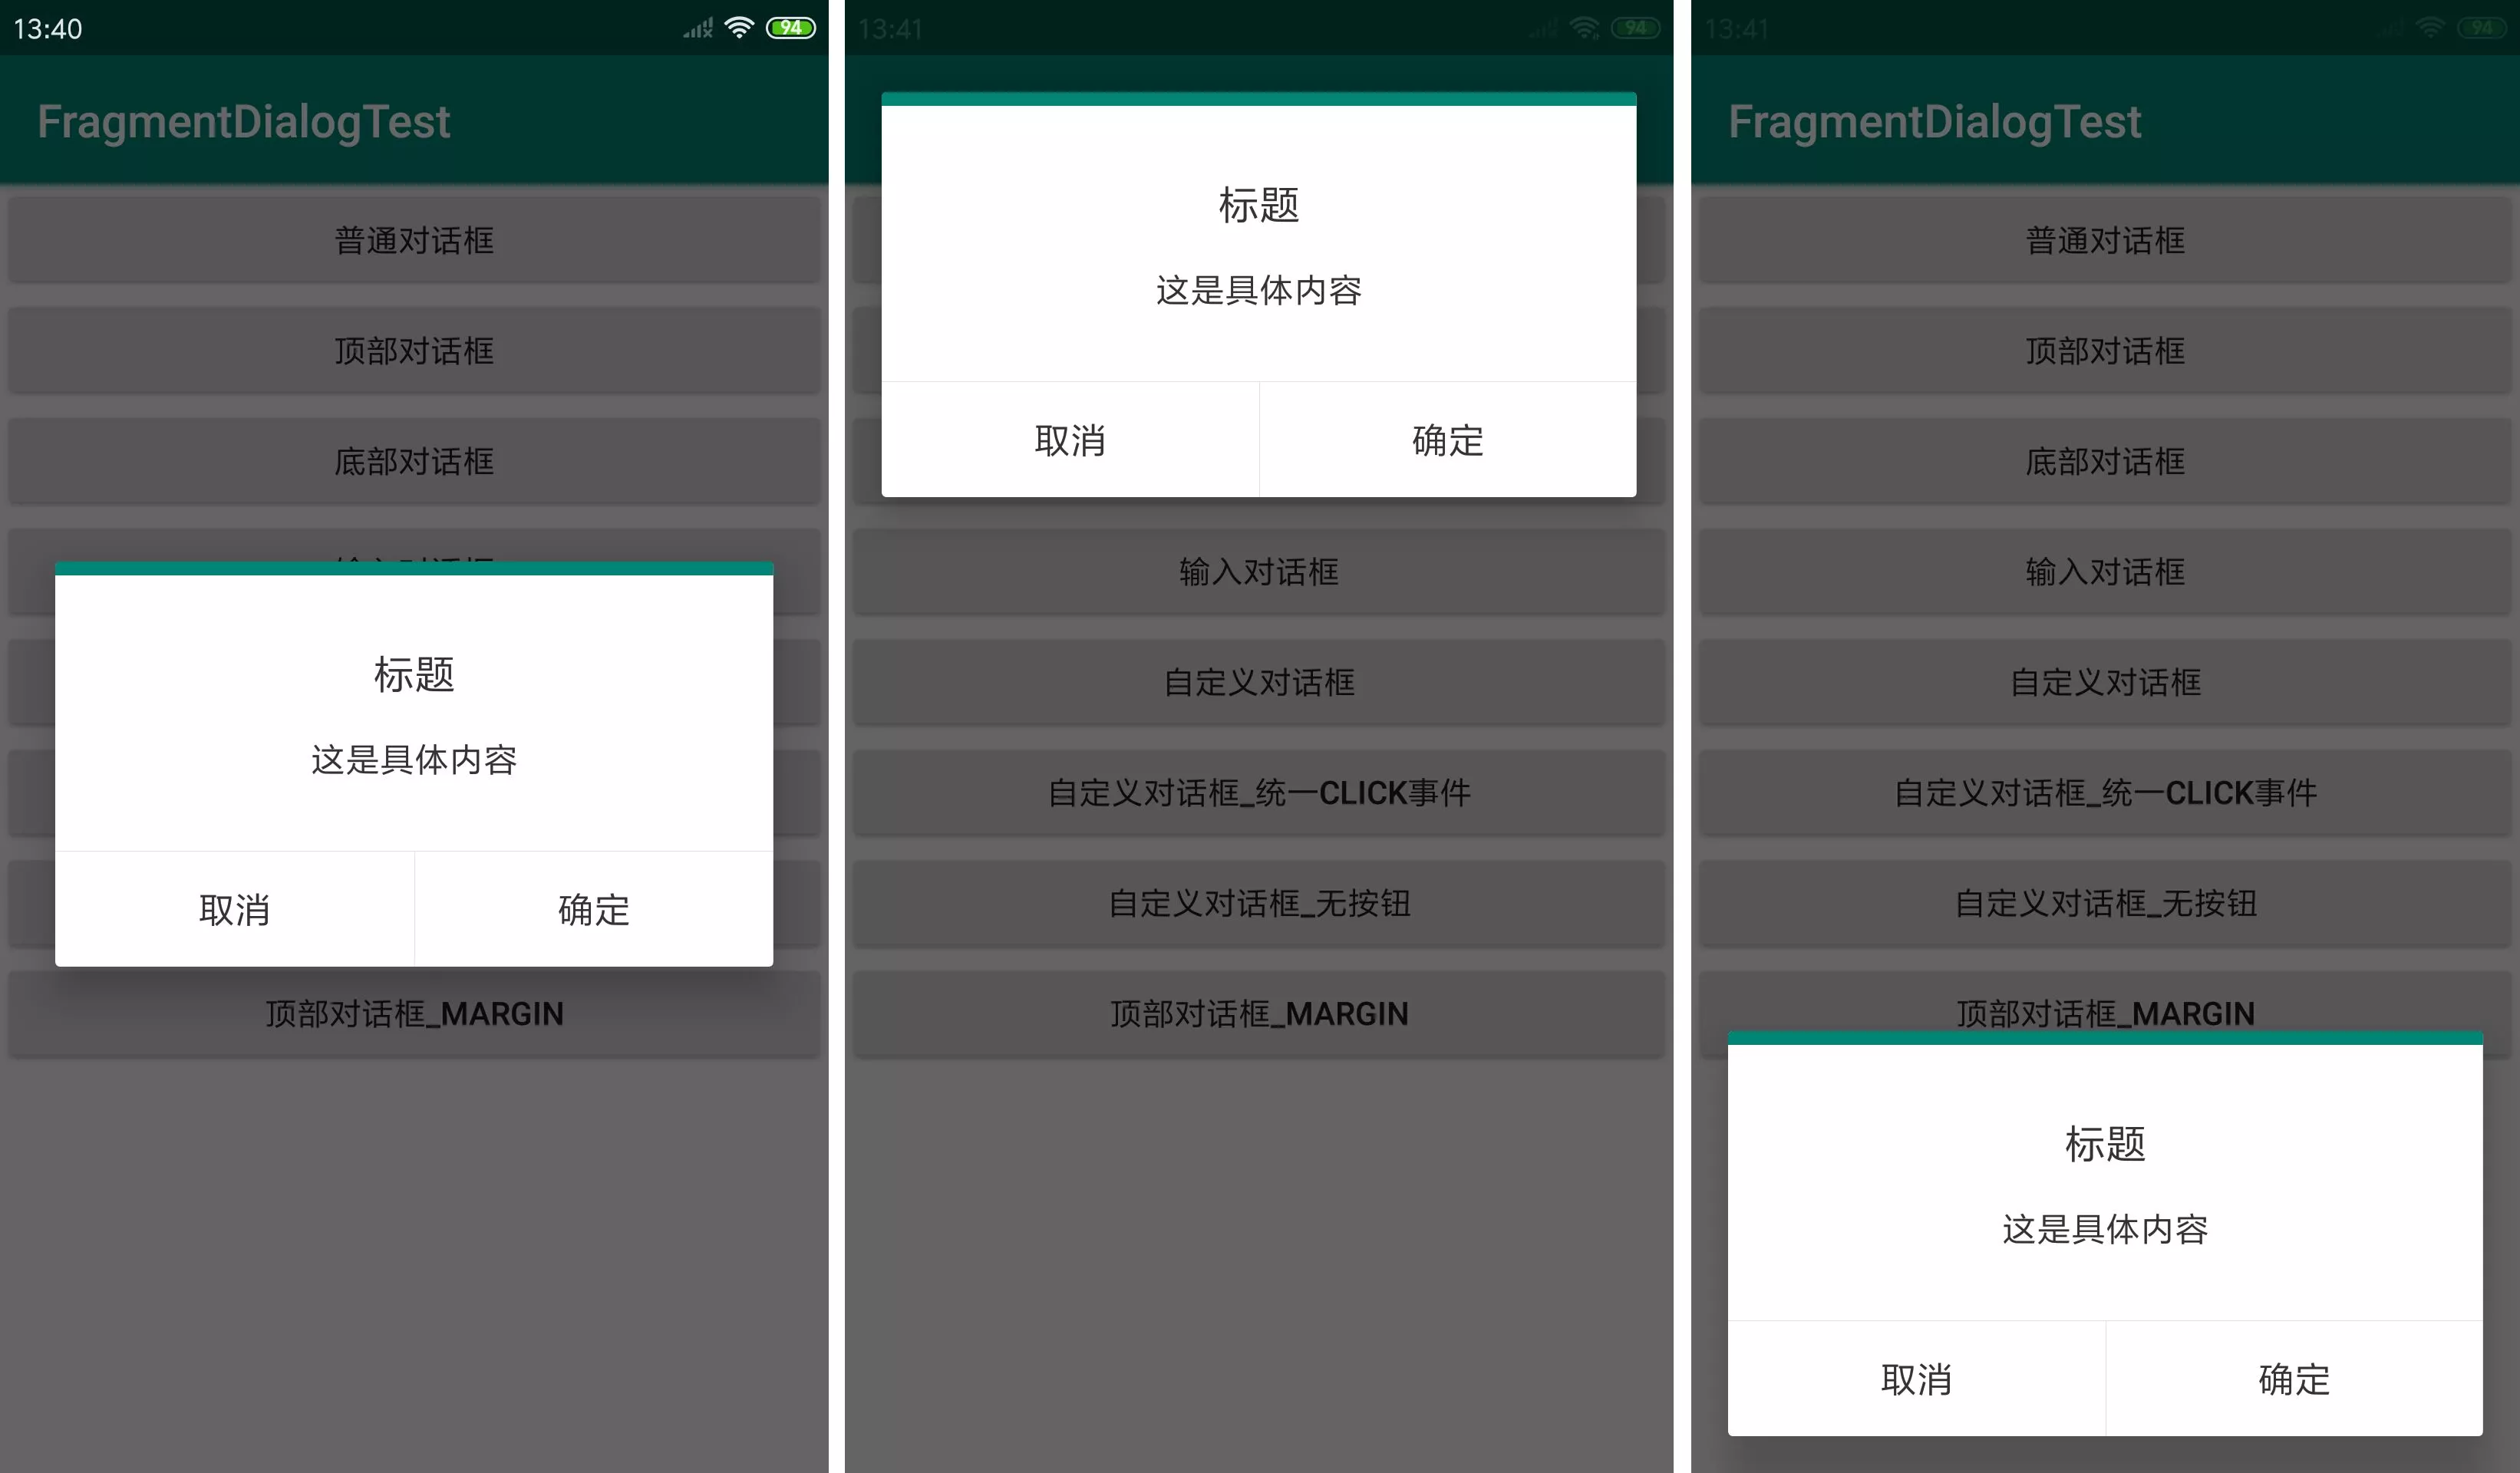 13:40
94
FragmentDialogTest
普通对话框
顶部对话框
底部对话框
标题
这是具体内容
取消
确定
顶部对话框_MARGIN
13:41
94
标题
这是具体内容
取消
确定
输入对话框
自定义对话框
自定义对话框_统一CLICK事件
自定义对话框_无按钮
顶部对话框_MARGIN
13:41
94
FragmentDialogTest
普通对话框
顶部对话框
底部对话框
输入对话框
自定义对话框
自定义对话框_统一CLICK事件
自定义对话框_无按钮
顶部对话框_MARGIN
标题
这是具体内容
取消
确定